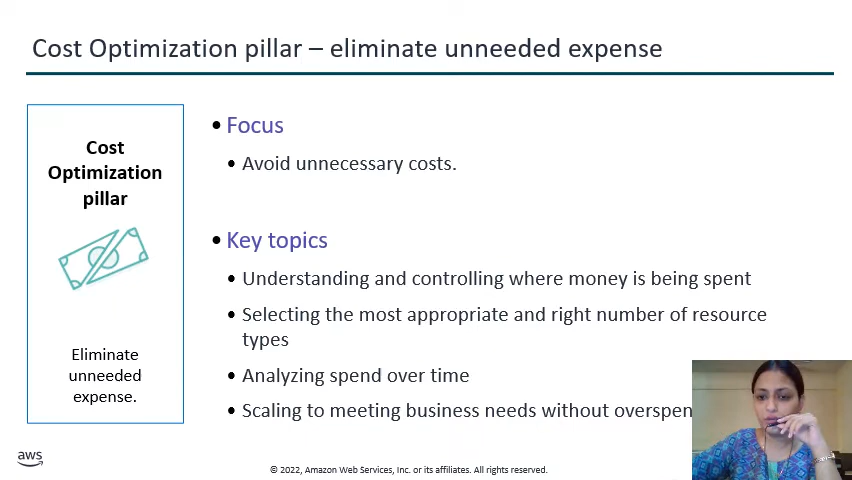 Cost Optimization pillar – eliminate unneeded expense
Cost
Optimization
pillar
Eliminate
unneeded
expense.
• Focus
• Avoid unnecessary costs.
• Key topics
• Understanding and controlling where money is being spent
• Selecting the most appropriate and right number of resource
types
• Analyzing spend over time
• Scaling to meeting business needs without overspen
aws
© 2022, Amazon Web Services, Inc. or its affiliates. All rights reserved.